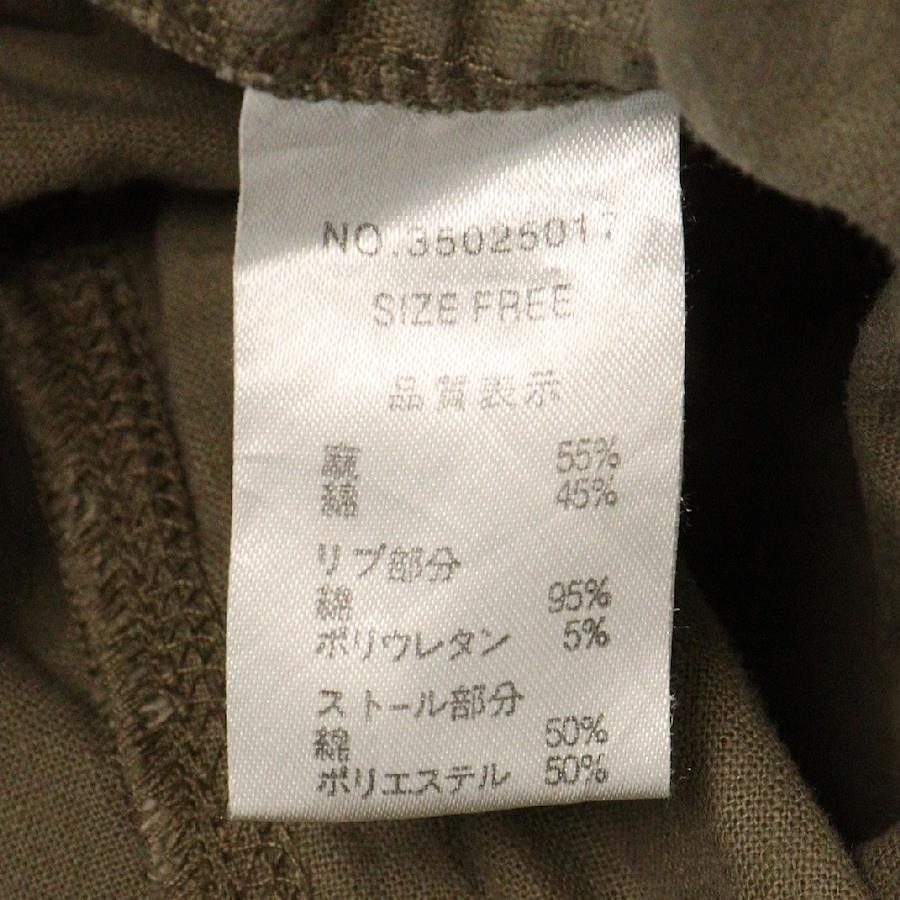 NO.35025017
SIZE FREE
品質表示
麻 55%
綿 45%
リブ部分
綿 95%
ポリウレタン 5%
ストール部分
綿 50%
ポリエステル 50%